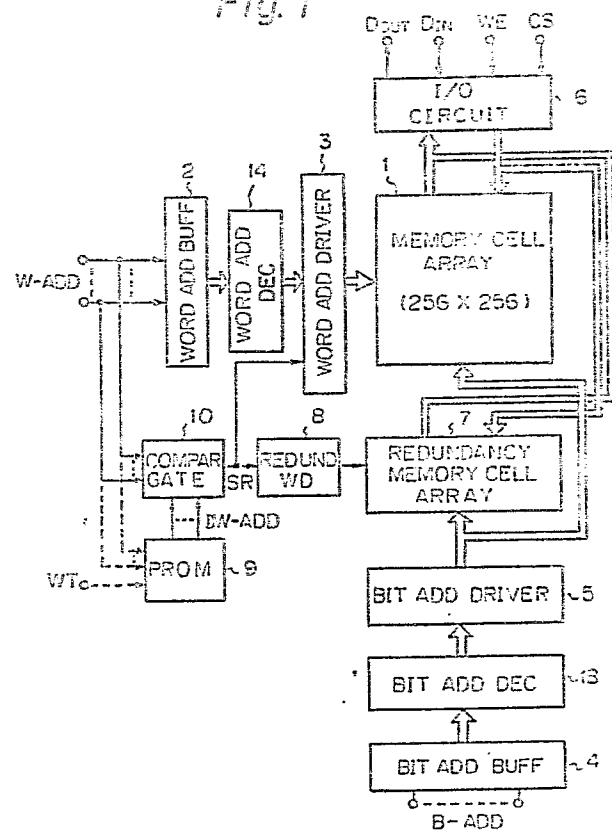 Fig. 1
DOUT DIN WE CS
I/O CIRCUIT
6
3
1
2
14
W-ADD
WORD ADD BUFF
WORD ADD DEC
WORD ADD DRIVER
MEMORY CELL ARRAY
(256 X 256)
10
8
7
COMPAR GATE
SR
REDUND WD
REDUNDANCY MEMORY CELL ARRAY
DW-ADD
WT
PROM
9
BIT ADD DRIVER
5
BIT ADD DEC
13
BIT ADD BUFF
4
B-ADD